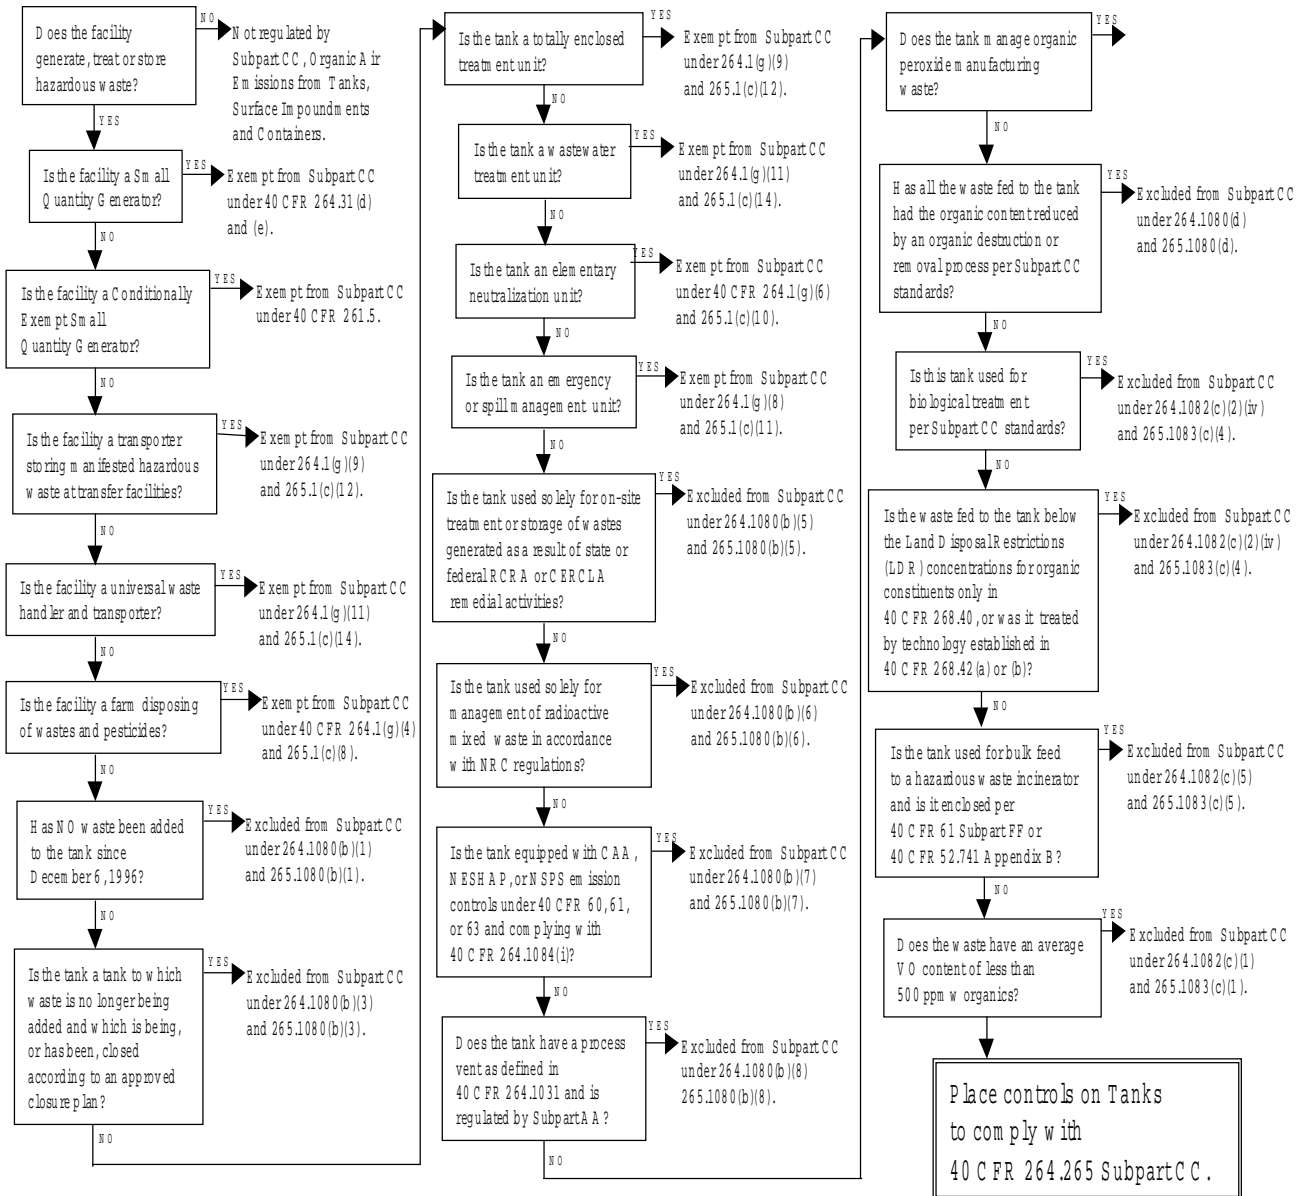 Does the facility
generate, treat or store
hazardous waste?
NO
Not regulated by
Subpart CC, Organic Air
Emissions from Tanks,
Surface Impoundments
and Containers.
YES
Is the facility a Small
Quantity Generator?
YES
Exempt from Subpart CC
under 40 CFR 264.31(d)
and (e).
NO
Is the facility a Conditionally
Exempt Small
Quantity Generator?
YES
Exempt from Subpart CC
under 40 CFR 261.5.
NO
Is the facility a transporter
storing manifested hazardous
waste at transfer facilities?
YES
Exempt from Subpart CC
under 264.1(g)(9)
and 265.1(c)(12).
NO
Is the facility a universal waste
handler and transporter?
YES
Exempt from Subpart CC
under 264.1(g)(11)
and 265.1(c)(14).
NO
Is the facility a farm disposing
of wastes and pesticides?
YES
Exempt from Subpart CC
under 40 CFR 264.1(g)(4)
and 265.1(c)(8).
NO
Has NO waste been added
to the tank since
December 6, 1996?
YES
Excluded from Subpart CC
under 264.1080(b)(1)
and 265.1080(b)(1).
NO
Is the tank a tank to which
waste is no longer being
added and which is being,
or has been, closed
according to an approved
closure plan?
YES
Excluded from Subpart CC
under 264.1080(b)(3)
and 265.1080(b)(3).
NO
Is the tank a totally enclosed
treatment unit?
YES
Exempt from Subpart CC
under 264.1(g)(9)
and 265.1(c)(12).
NO
Is the tank a wastewater
treatment unit?
YES
Exempt from Subpart CC
under 264.1(g)(11)
and 265.1(c)(14).
NO
Is the tank an elementary
neutralization unit?
YES
Exempt from Subpart CC
under 40 CFR 264.1(g)(6)
and 265.1(c)(10).
NO
Is the tank an emergency
or spill management unit?
YES
Exempt from Subpart CC
under 264.1(g)(8)
and 265.1(c)(11).
NO
Is the tank used solely for on-site
treatment or storage of wastes
generated as a result of state or
federal RCRA or CERCLA
remedial activities?
YES
Excluded from Subpart CC
under 264.1080(b)(5)
and 265.1080(b)(5).
NO
Is the tank used solely for
management of radioactive
mixed waste in accordance
with NRC regulations?
YES
Excluded from Subpart CC
under 264.1080(b)(6)
and 265.1080(b)(6).
NO
Is the tank equipped with CAA,
NESHAP, or NSPS emission
controls under 40 CFR 60, 61,
or 63 and complying with
40 CFR 264.1084(i)?
YES
Excluded from Subpart CC
under 264.1080(b)(7)
and 265.1080(b)(7).
NO
Does the tank have a process
vent as defined in
40 CFR 264.1031 and is
regulated by Subpart AA?
YES
Excluded from Subpart CC
under 264.1080(b)(8)
265.1080(b)(8).
NO
Does the tank manage organic
peroxide manufacturing
waste?
YES
NO
Has all the waste fed to the tank
had the organic content reduced
by an organic destruction or
removal process per Subpart CC
standards?
YES
Excluded from Subpart CC
under 264.1080(d)
and 265.1080(d).
NO
Is this tank used for
biological treatment
per Subpart CC standards?
YES
Excluded from Subpart CC
under 264.1082(c)(2)(iv)
and 265.1083(c)(4).
NO
Is the waste fed to the tank below
the Land Disposal Restrictions
(LDR) concentrations for organic
constituents only in
40 CFR 268.40, or was it treated
by technology established in
40 CFR 268.42(a) or (b)?
YES
Excluded from Subpart CC
under 264.1082(c)(2)(iv)
and 265.1083(c)(4).
NO
Is the tank used for bulk feed
to a hazardous waste incinerator
and is it enclosed per
40 CFR 61 Subpart FF or
40 CFR 52.741 Appendix B?
YES
Excluded from Subpart CC
under 264.1082(c)(5)
and 265.1083(c)(5).
NO
Does the waste have an average
VO content of less than
500 ppmw organics?
YES
Excluded from Subpart CC
under 264.1082(c)(1)
and 265.1083(c)(1).
Place controls on Tanks
to comply with
40 CFR 264.265 Subpart CC.